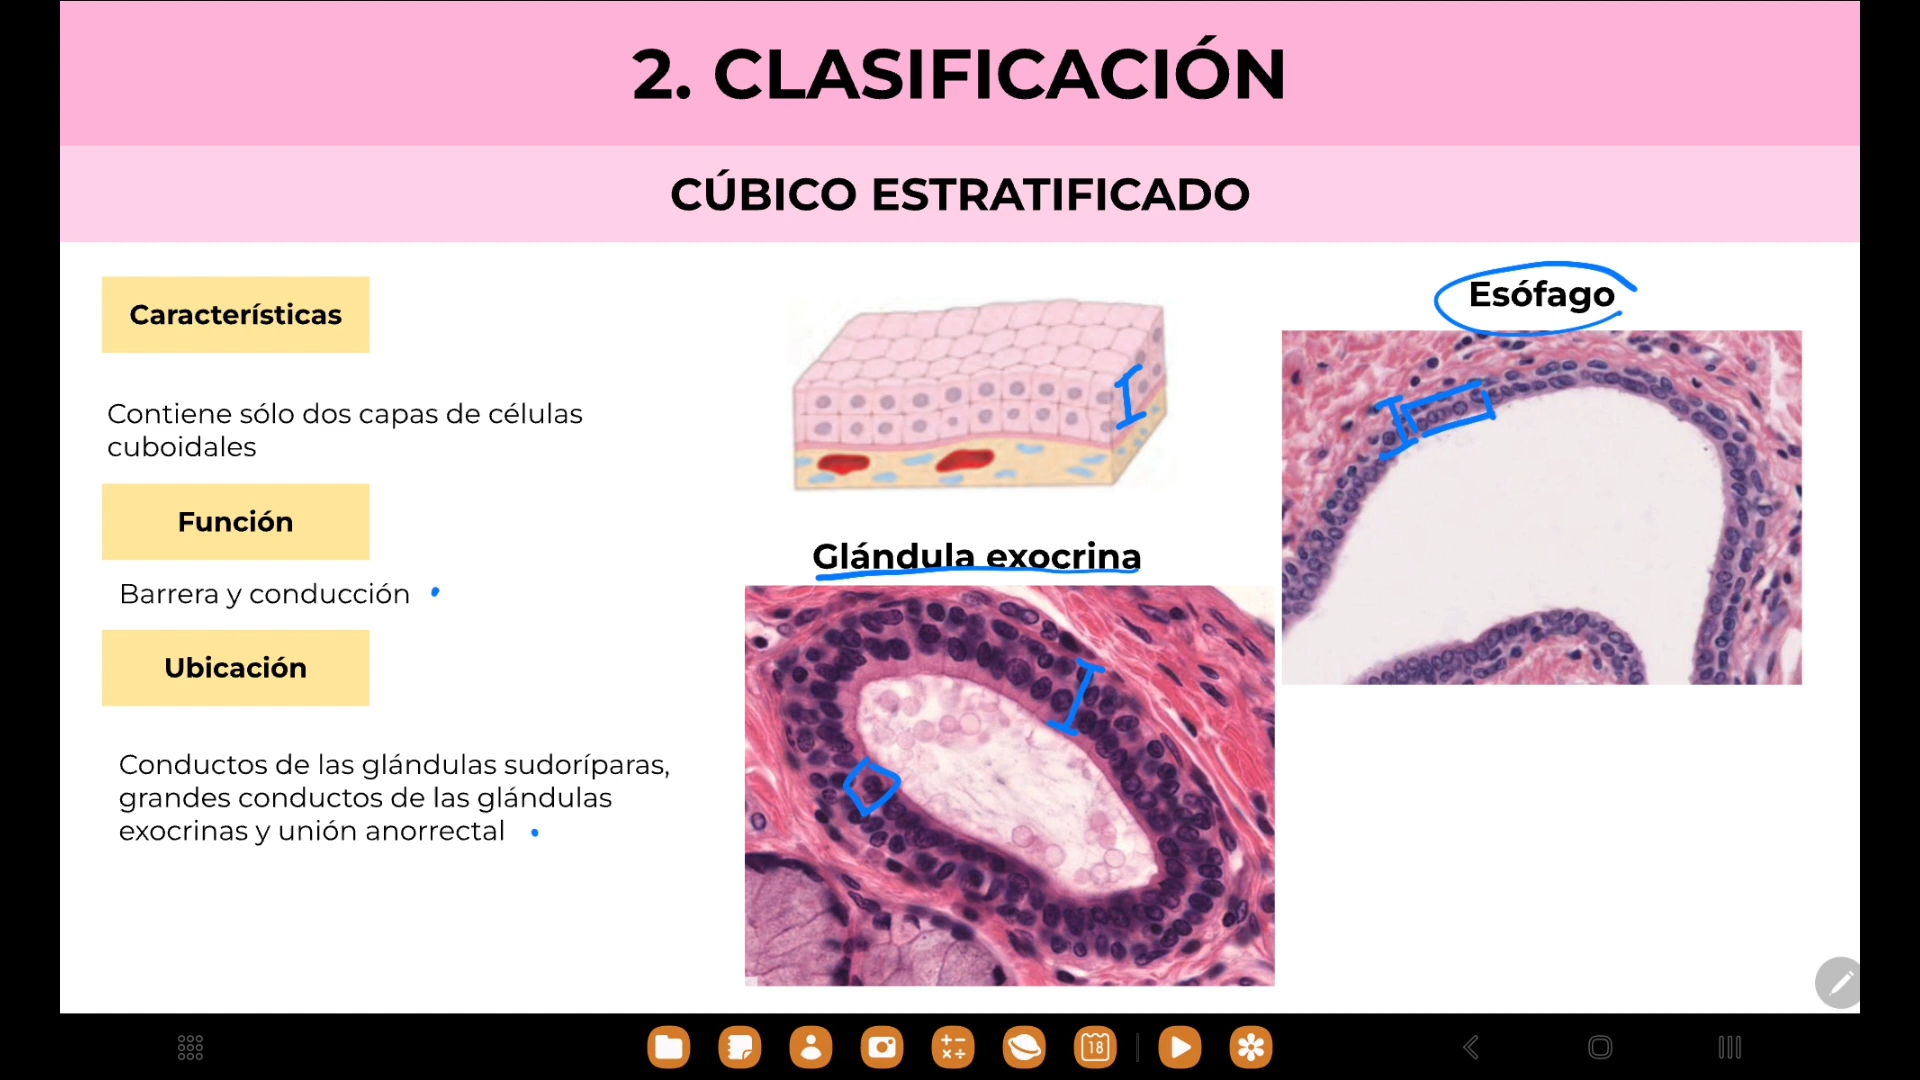 2. CLASIFICACIÓN
CÚBICO ESTRATIFICADO
Características
Contiene sólo dos capas de células
cuboidales
Función
Barrera y conducción
Ubicación
Conductos de las glándulas sudoríparas,
grandes conductos de las glándulas
exocrinas y unión anorrectal
Glándula exocrina
Esófago
18